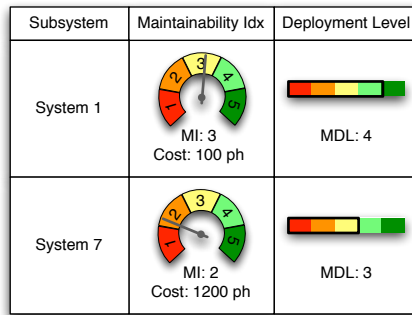 Subsystem Maintainability Idx Deployment Level
System 1
1 2 3 4 5
MI: 3
Cost: 100 ph
MDL: 4
System 7
1 2 3 4 5
MI: 2
Cost: 1200 ph
MDL: 3